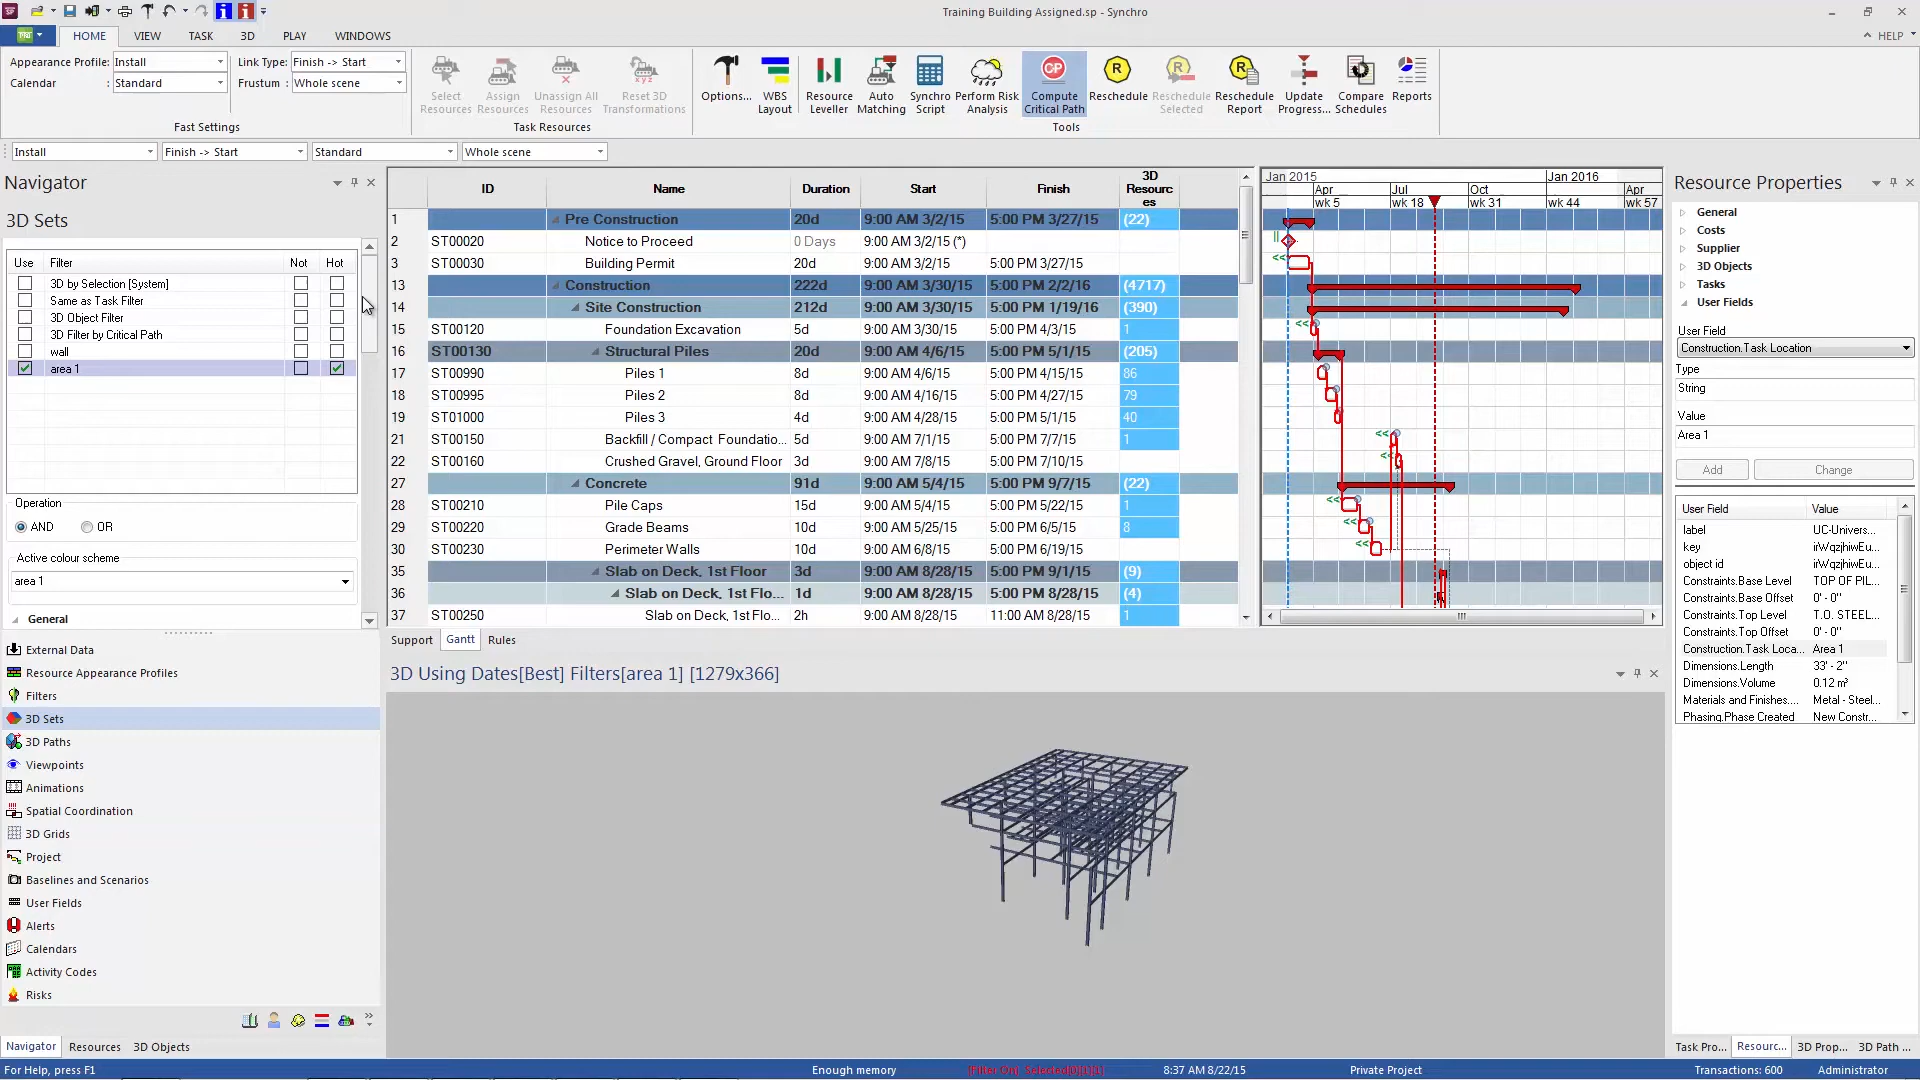 Training Building Assigned.sp - Synchro
HOME VIEW TASK 3D PLAY WINDOWS HELP
Appearance Profile: Install Link Type: Finish -> Start
Calendar : Standard Frustum : Whole scene
Fast Settings
Select Resources
Assign Resources
Unassign All Resources
Reset 3D Transformations
Task Resources
Options...
WBS Layout
Resource Leveller
Auto Matching
Synchro Script
Perform Risk Analysis
CP Compute Critical Path
Reschedule
Reschedule Selected
Reschedule Report
Update Progress...
Compare Schedules
Reports
Tools
Install Finish -> Start Standard Whole scene
Navigator
3D Sets
Use Filter Not Hot
3D by Selection [System]
Same as Task Filter
3D Object Filter
3D Filter by Critical Path
wall
area 1
Operation
AND OR
Active colour scheme
area 1
General
External Data
Resource Appearance Profiles
Filters
3D Sets
3D Paths
Viewpoints
Animations
Spatial Coordination
3D Grids
Project
Baselines and Scenarios
User Fields
Alerts
Calendars
Activity Codes
Risks
Navigator Resources 3D Objects
ID Name Duration Start Finish 3D Resources
1 Pre Construction 20d 9:00 AM 3/2/15 5:00 PM 3/27/15 (22)
2 ST00020 Notice to Proceed 0 Days 9:00 AM 3/2/15 (*)
3 ST00030 Building Permit 20d 9:00 AM 3/2/15 5:00 PM 3/27/15
13 Construction 222d 9:00 AM 3/30/15 5:00 PM 2/2/16 (4717)
14 Site Construction 212d 9:00 AM 3/30/15 5:00 PM 1/19/16 (390)
15 ST00120 Foundation Excavation 5d 9:00 AM 3/30/15 5:00 PM 4/3/15 1
16 ST00130 Structural Piles 20d 9:00 AM 4/6/15 5:00 PM 5/1/15 (205)
17 ST00990 Piles 1 8d 9:00 AM 4/6/15 5:00 PM 4/15/15 86
18 ST00995 Piles 2 8d 9:00 AM 4/16/15 5:00 PM 4/27/15 79
19 ST01000 Piles 3 4d 9:00 AM 4/28/15 5:00 PM 5/1/15 40
21 ST00150 Backfill / Compact Foundatio... 5d 9:00 AM 7/1/15 5:00 PM 7/7/15 1
22 ST00160 Crushed Gravel, Ground Floor 3d 9:00 AM 7/8/15 5:00 PM 7/10/15
27 Concrete 91d 9:00 AM 5/4/15 5:00 PM 9/7/15 (22)
28 ST00210 Pile Caps 15d 9:00 AM 5/4/15 5:00 PM 5/22/15 1
29 ST00220 Grade Beams 10d 9:00 AM 5/25/15 5:00 PM 6/5/15 8
30 ST00230 Perimeter Walls 10d 9:00 AM 6/8/15 5:00 PM 6/19/15
35 Slab on Deck, 1st Floor 3d 9:00 AM 8/28/15 5:00 PM 9/1/15 (9)
36 Slab on Deck, 1st Flo... 1d 9:00 AM 8/28/15 5:00 PM 8/28/15 (4)
37 ST00250 Slab on Deck, 1st Flo... 2h 9:00 AM 8/28/15 11:00 AM 8/28/15 1
Support Gantt Rules
Jan 2015 Jan 2016
Apr Jul Oct Apr
wk 5 wk 18 wk 31 wk 44 wk 57
3D Using Dates[Best] Filters[area 1] [1279x366]
Resource Properties
General
Costs
Supplier
3D Objects
Tasks
User Fields
User Field
Construction.Task Location
Type
String
Value
Area 1
Add Change
User Field Value
label UC-Univers...
key irWqzjhiwEu...
object id irWqzjhiwEu...
Constraints.Base Level TOP OF PIL...
Constraints.Base Offset 0' - 0"
Constraints.Top Level T.O. STEEL...
Constraints.Top Offset 0' - 0"
Construction.Task Loca... Area 1
Dimensions.Length 33' - 2"
Dimensions.Volume 0.12 m³
Materials and Finishes.... Metal - Steel...
Phasing.Phase Created New Constr...
Task Pro... Resourc... 3D Prop... 3D Path ...
For Help, press F1 Enough memory 8:37 AM 8/22/15 Private Project Transactions: 600 Administrator